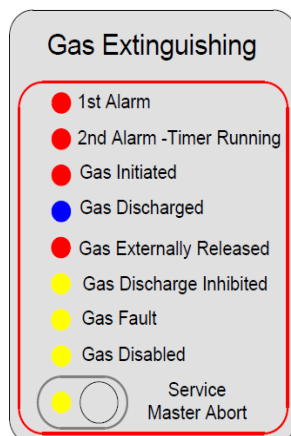 Gas Extinguishing
1st Alarm
2nd Alarm -Timer Running
Gas Initiated
Gas Discharged
Gas Externally Released
Gas Discharge Inhibited
Gas Fault
Gas Disabled
Service
Master Abort